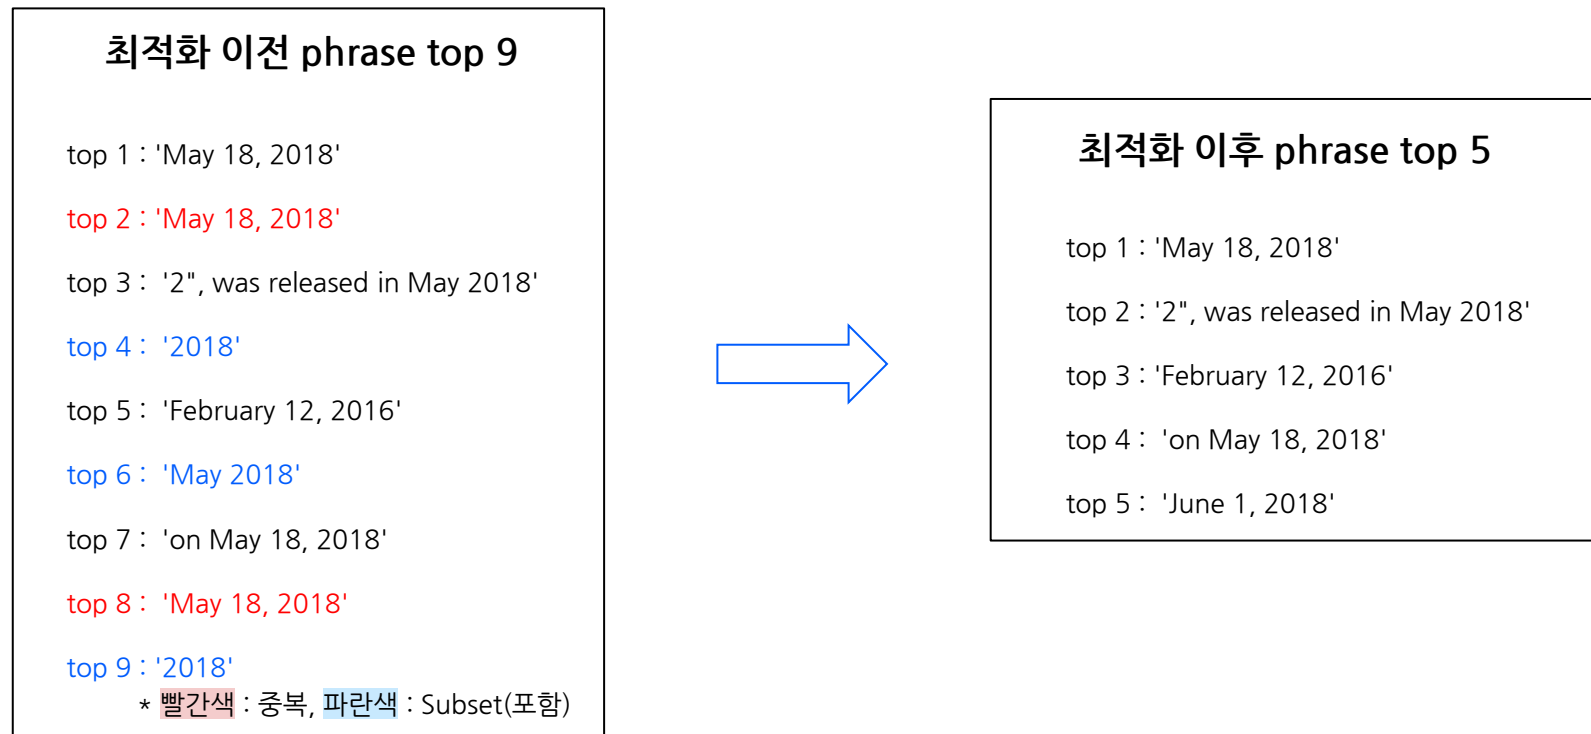 최적화 이전 phrase top 9
top 1 : 'May 18, 2018'
top 2 : 'May 18, 2018'
top 3 :  '2", was released in May 2018'
top 4 :  '2018'
top 5 :  'February 12, 2016'
top 6 :  'May 2018'
top 7 :  'on May 18, 2018'
top 8 :  'May 18, 2018'
top 9 : '2018'
* 빨간색 : 중복, 파란색 : Subset(포함)
최적화 이후 phrase top 5
top 1 : 'May 18, 2018'
top 2 : '2", was released in May 2018'
top 3 : 'February 12, 2016'
top 4 :  'on May 18, 2018'
top 5 :  'June 1, 2018'